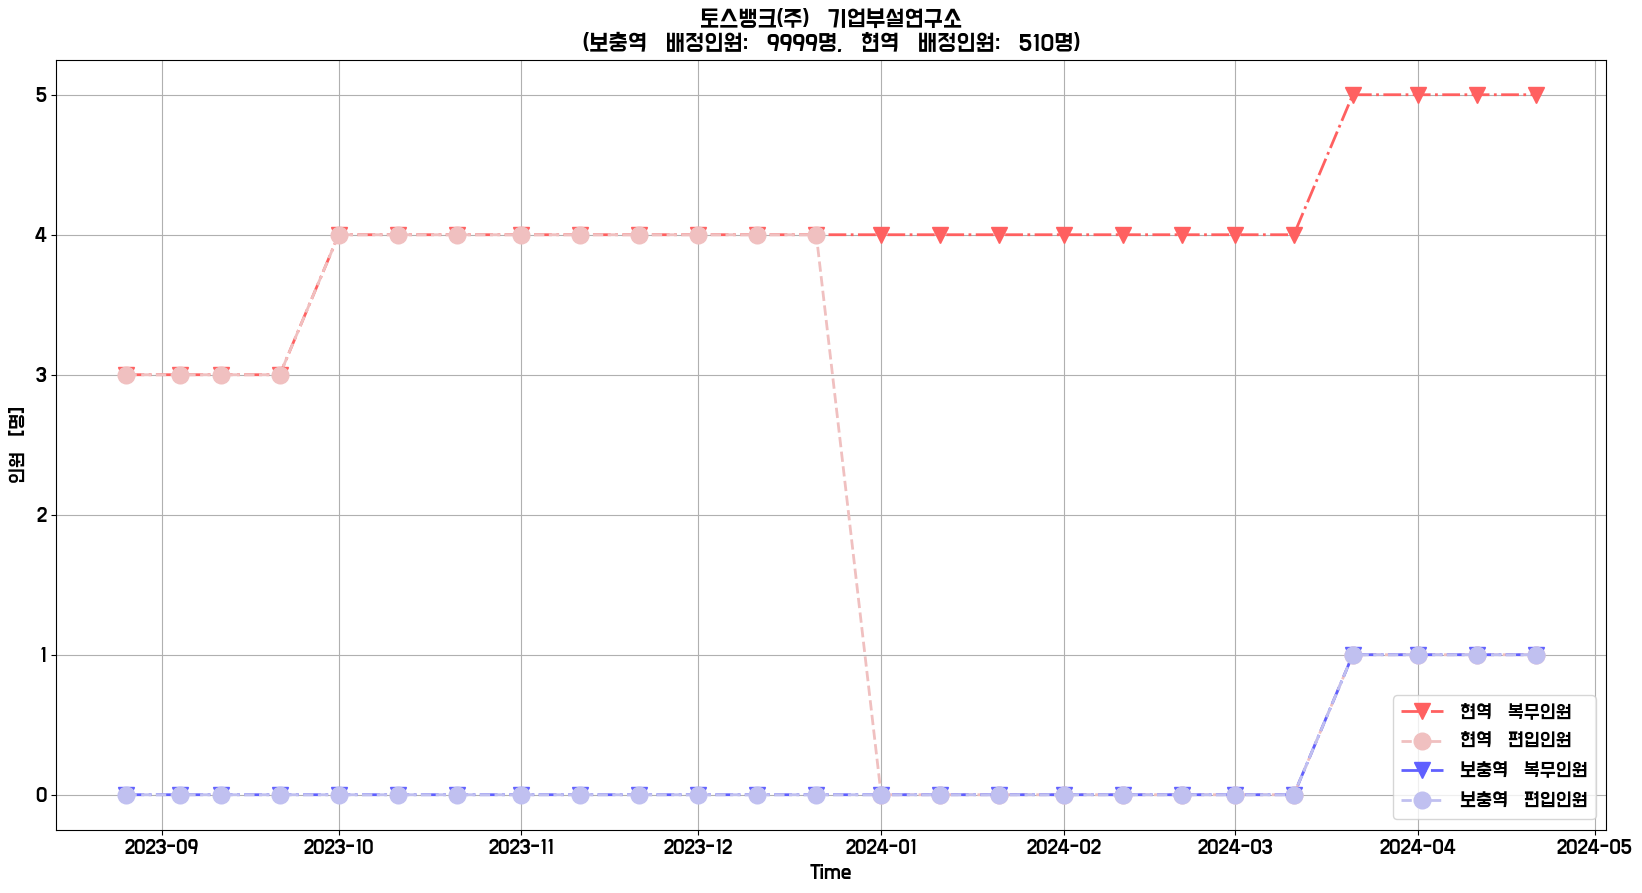 토스뱅크(주) 기업부설연구소
(보충역 배정인원: 9999명, 현역 배정인원: 510명)
인원 [명]
5
4
3
2
1
0
2023-09 2023-10 2023-11 2023-12 2024-01 2024-02 2024-03 2024-04 2024-05
Time
현역 복무인원
현역 편입인원
보충역 복무인원
보충역 편입인원